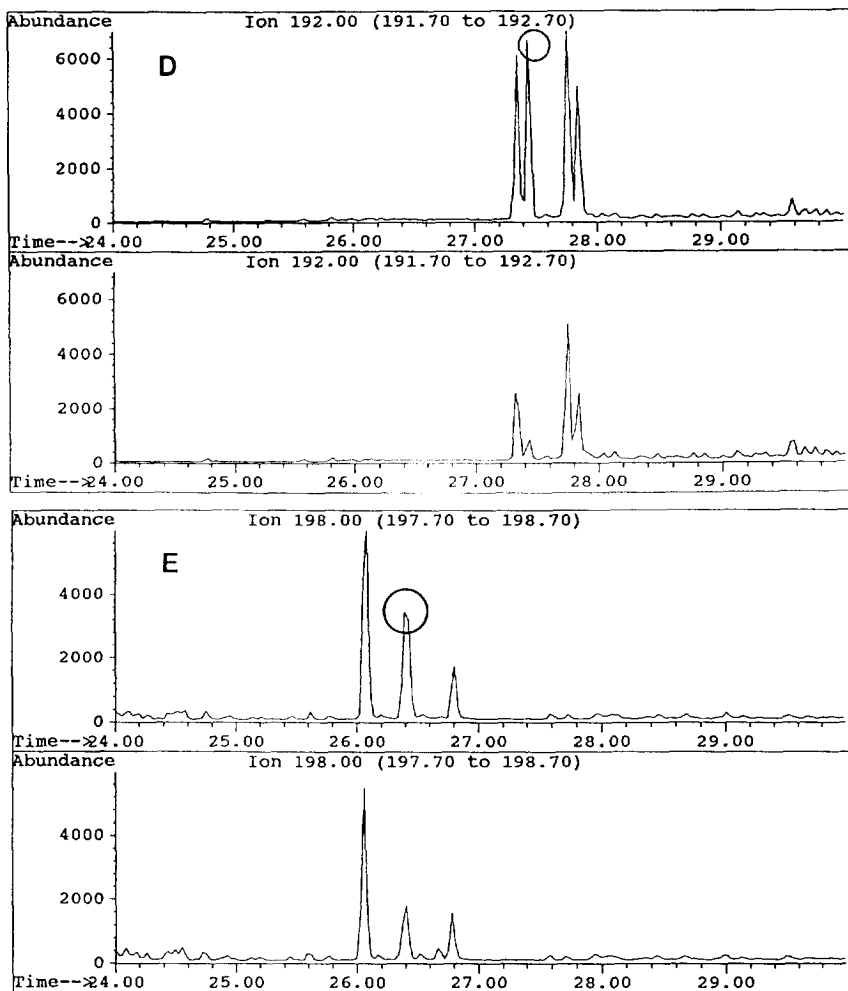 Abundance Ion 192.00 (191.70 to 192.70)
D
6000
4000
2000
0
Time-->24.00 25.00 26.00 27.00 28.00 29.00
Abundance Ion 192.00 (191.70 to 192.70)
6000
4000
2000
0
Time-->24.00 25.00 26.00 27.00 28.00 29.00
Abundance Ion 198.00 (197.70 to 198.70)
E
4000
2000
0
Time-->24.00 25.00 26.00 27.00 28.00 29.00
Abundance Ion 198.00 (197.70 to 198.70)
4000
2000
0
Time-->24.00 25.00 26.00 27.00 28.00 29.00